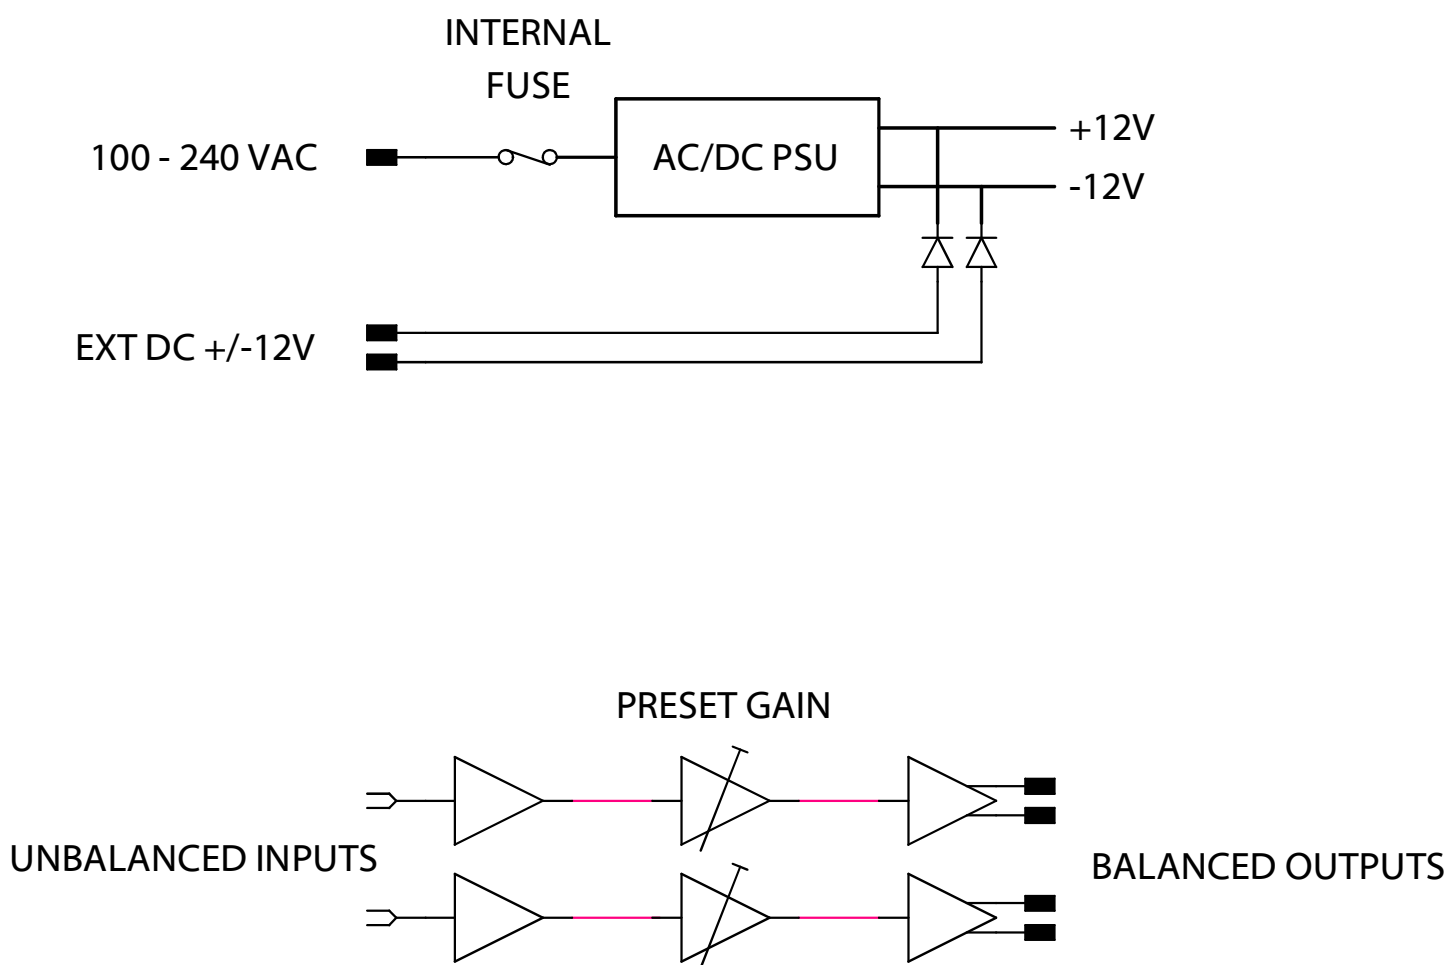 INTERNAL
FUSE
100 - 240 VAC
AC/DC PSU
+12V
-12V
EXT DC +/-12V
PRESET GAIN
UNBALANCED INPUTS
BALANCED OUTPUTS